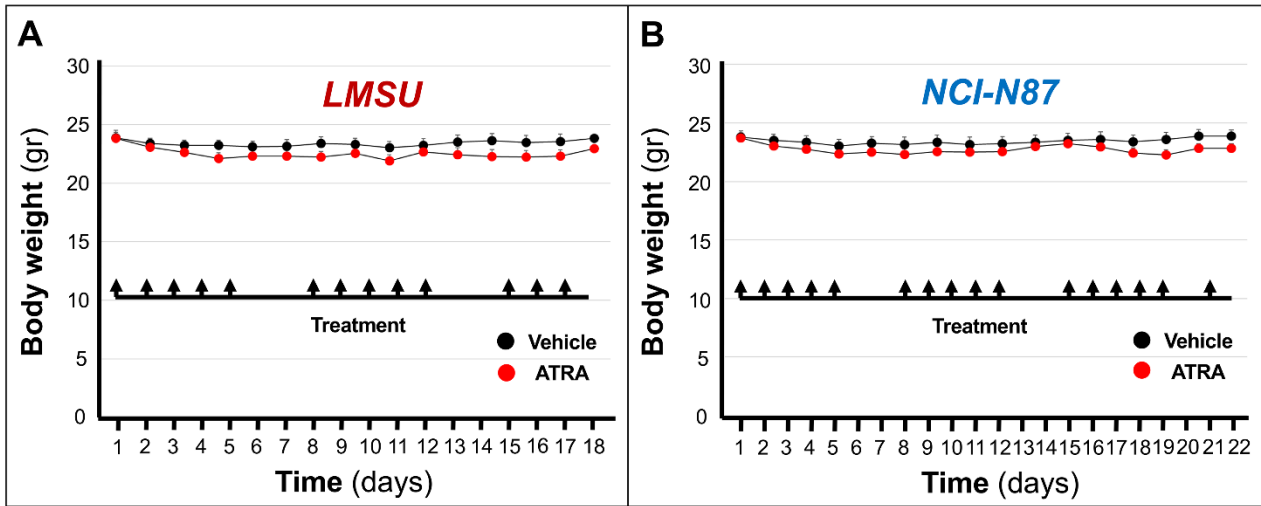 A
LMSU
Body weight (gr)
30
25
20
15
10
5
0
Treatment
Vehicle
ATRA
1 2 3 4 5 6 7 8 9 10 11 12 13 14 15 16 17 18
Time (days)
B
NCI-N87
Body weight (gr)
30
25
20
15
10
5
0
Treatment
Vehicle
ATRA
1 2 3 4 5 6 7 8 9 10 11 12 13 14 15 16 17 18 19 20 21 22
Time (days)